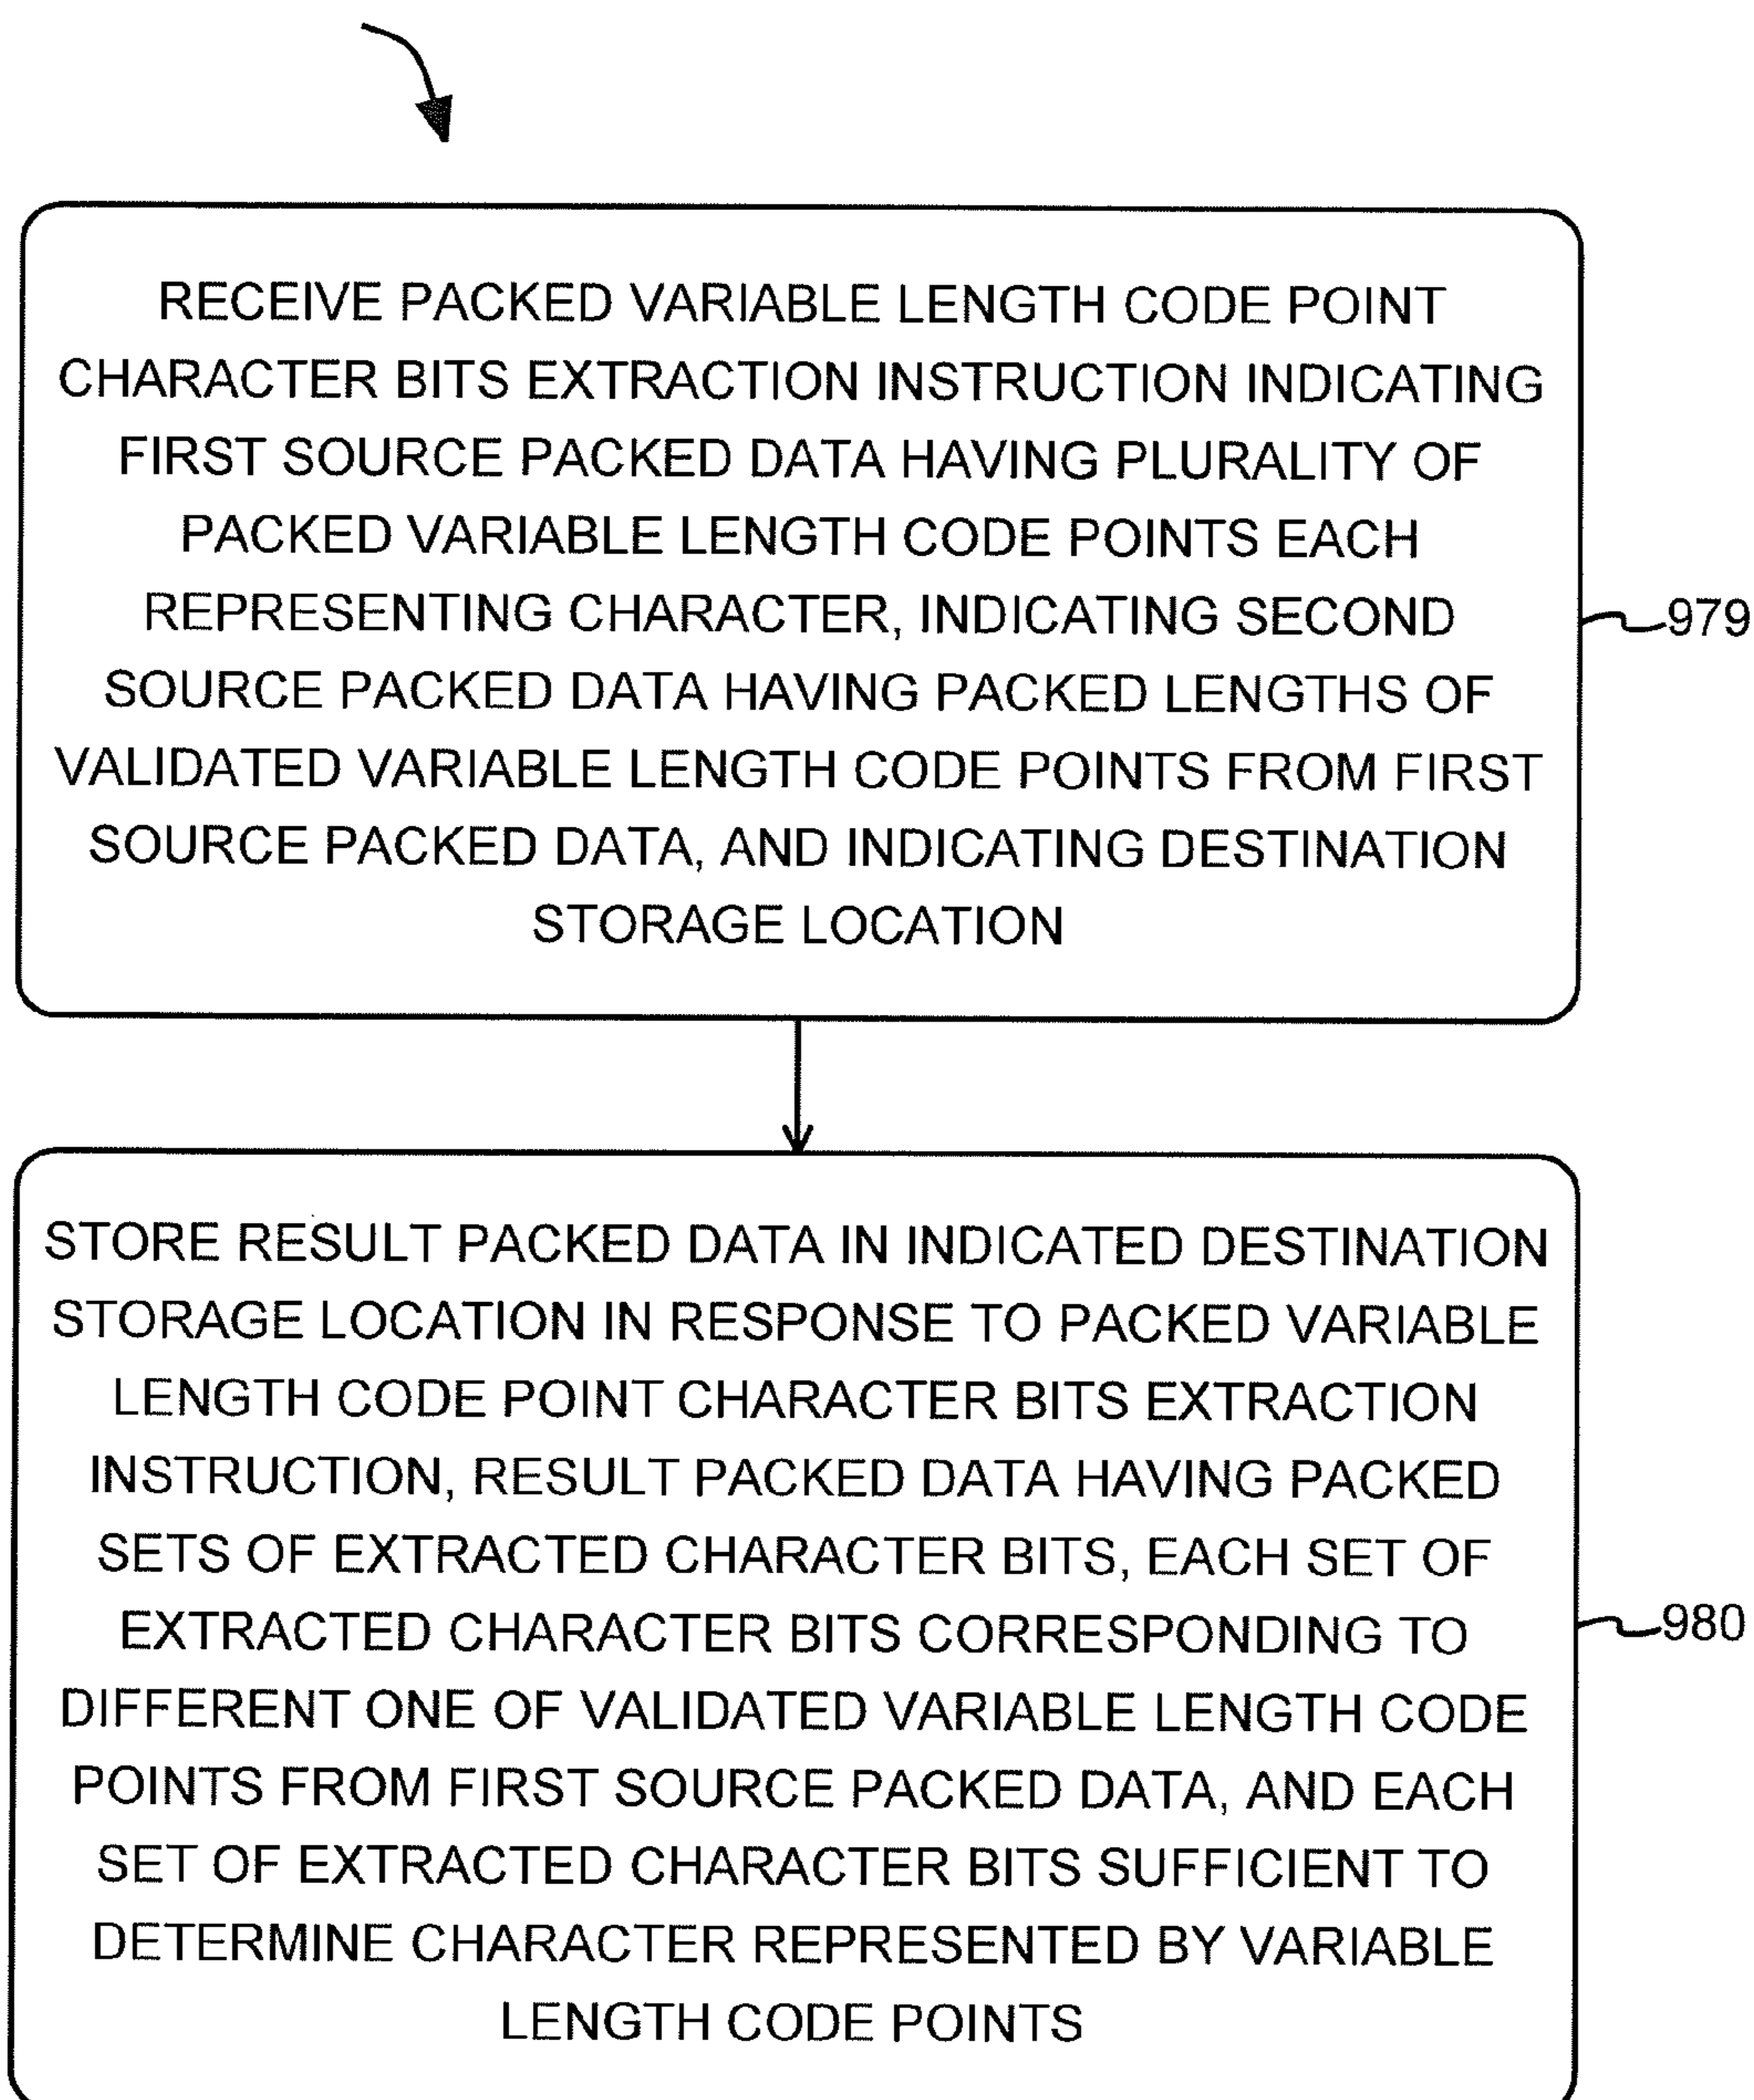 RECEIVE PACKED VARIABLE LENGTH CODE POINT
CHARACTER BITS EXTRACTION INSTRUCTION INDICATING
FIRST SOURCE PACKED DATA HAVING PLURALITY OF
PACKED VARIABLE LENGTH CODE POINTS EACH
REPRESENTING CHARACTER, INDICATING SECOND
SOURCE PACKED DATA HAVING PACKED LENGTHS OF
VALIDATED VARIABLE LENGTH CODE POINTS FROM FIRST
SOURCE PACKED DATA, AND INDICATING DESTINATION
STORAGE LOCATION
979
STORE RESULT PACKED DATA IN INDICATED DESTINATION
STORAGE LOCATION IN RESPONSE TO PACKED VARIABLE
LENGTH CODE POINT CHARACTER BITS EXTRACTION
INSTRUCTION, RESULT PACKED DATA HAVING PACKED
SETS OF EXTRACTED CHARACTER BITS, EACH SET OF
EXTRACTED CHARACTER BITS CORRESPONDING TO
DIFFERENT ONE OF VALIDATED VARIABLE LENGTH CODE
POINTS FROM FIRST SOURCE PACKED DATA, AND EACH
SET OF EXTRACTED CHARACTER BITS SUFFICIENT TO
DETERMINE CHARACTER REPRESENTED BY VARIABLE
LENGTH CODE POINTS
980